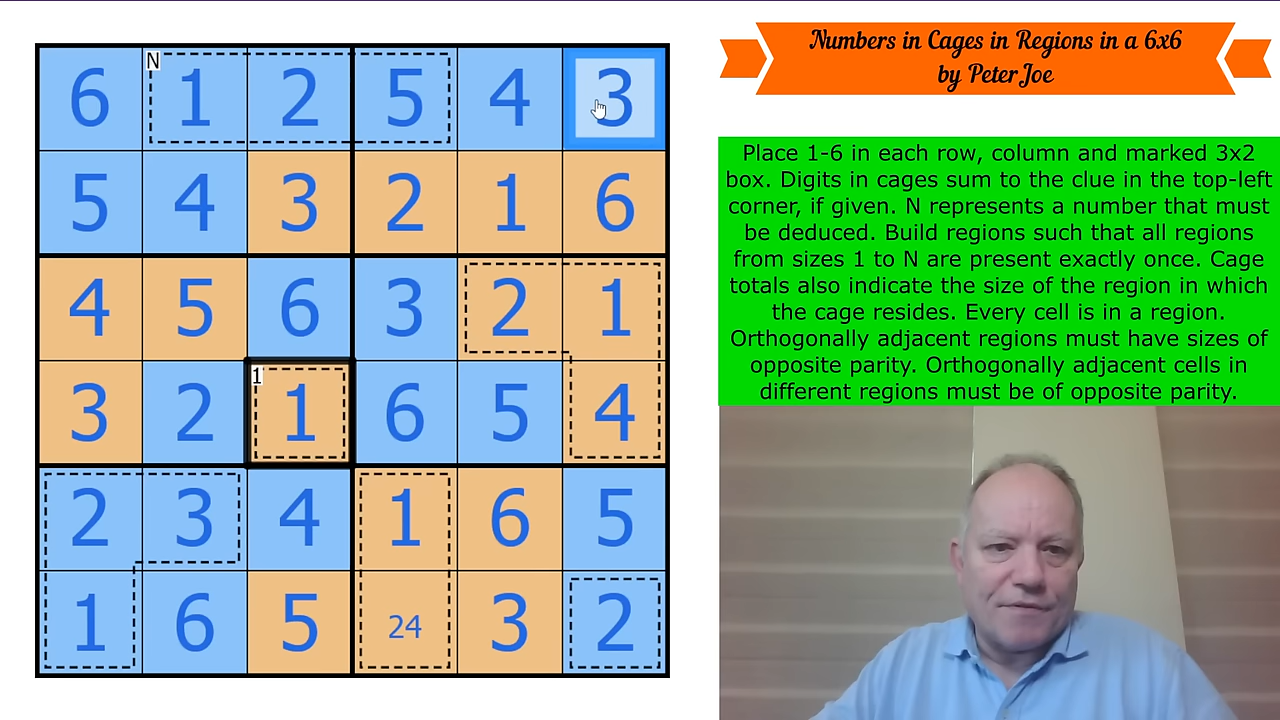 Numbers in Cages in Regions in a 6x6
by PeterJoe
N
6 1 2 5 4 3
5 4 3 2 1 6
4 5 6 3 2 1
1
3 2 1 6 5 4
2 3 4 1 6 5
1 6 5 24 3 2
Place 1-6 in each row, column and marked 3x2
box. Digits in cages sum to the clue in the top-left
corner, if given. N represents a number that must
be deduced. Build regions such that all regions
from sizes 1 to N are present exactly once. Cage
totals also indicate the size of the region in which
the cage resides. Every cell is in a region.
Orthogonally adjacent regions must have sizes of
opposite parity. Orthogonally adjacent cells in
different regions must be of opposite parity.